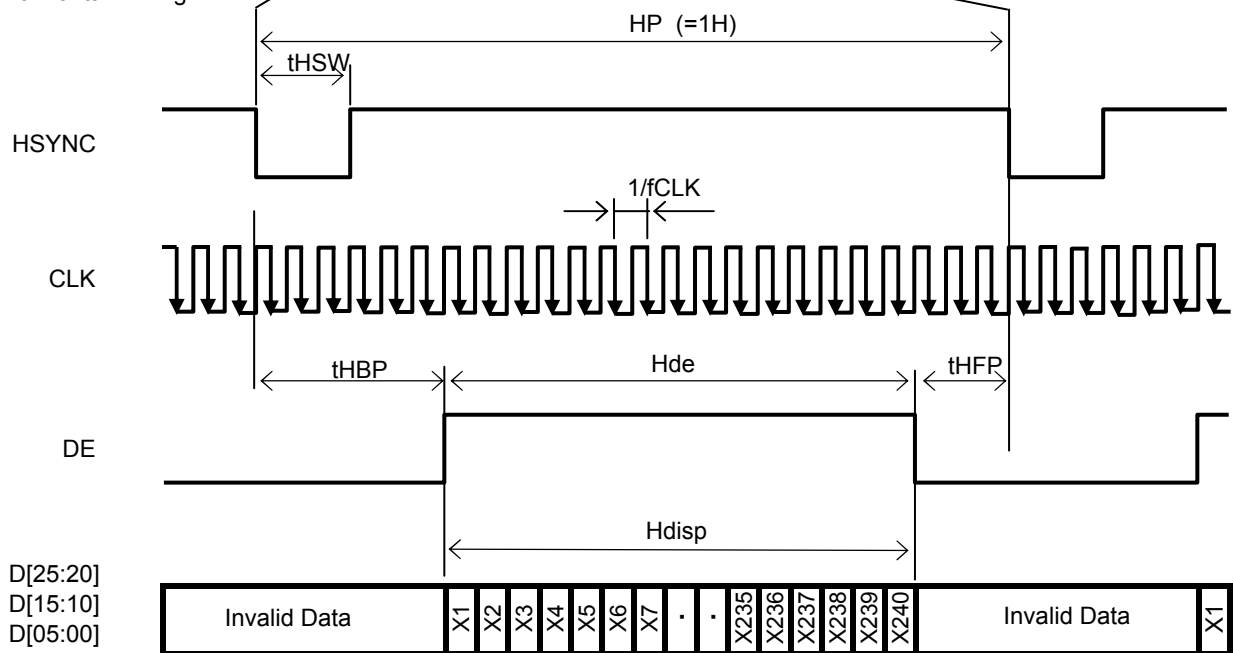 HP (=1H)
tHSW
HSYNC
1/fCLK
CLK
tHBP
Hde
tHFP
DE
Hdisp
D[25:20]
D[15:10]
D[05:00]
Invalid Data
X1
X2
X3
X4
X5
X6
X7
.
.
X235
X236
X237
X238
X239
X240
Invalid Data
X1